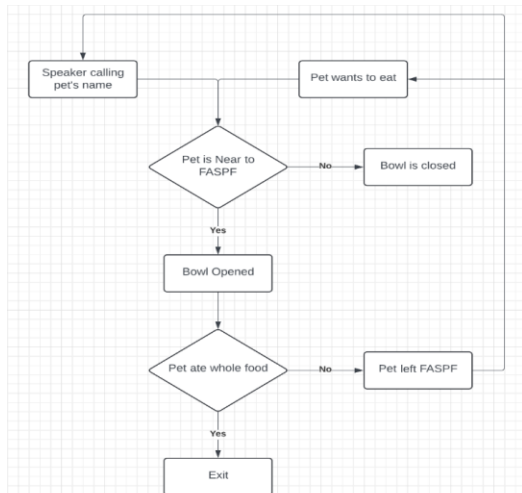 Speaker calling
pet's name
Pet wants to eat
Pet is Near to
FASPF
No
Bowl is closed
Yes
Bowl Opened
Pet ate whole food
No
Pet left FASPF
Yes
Exit